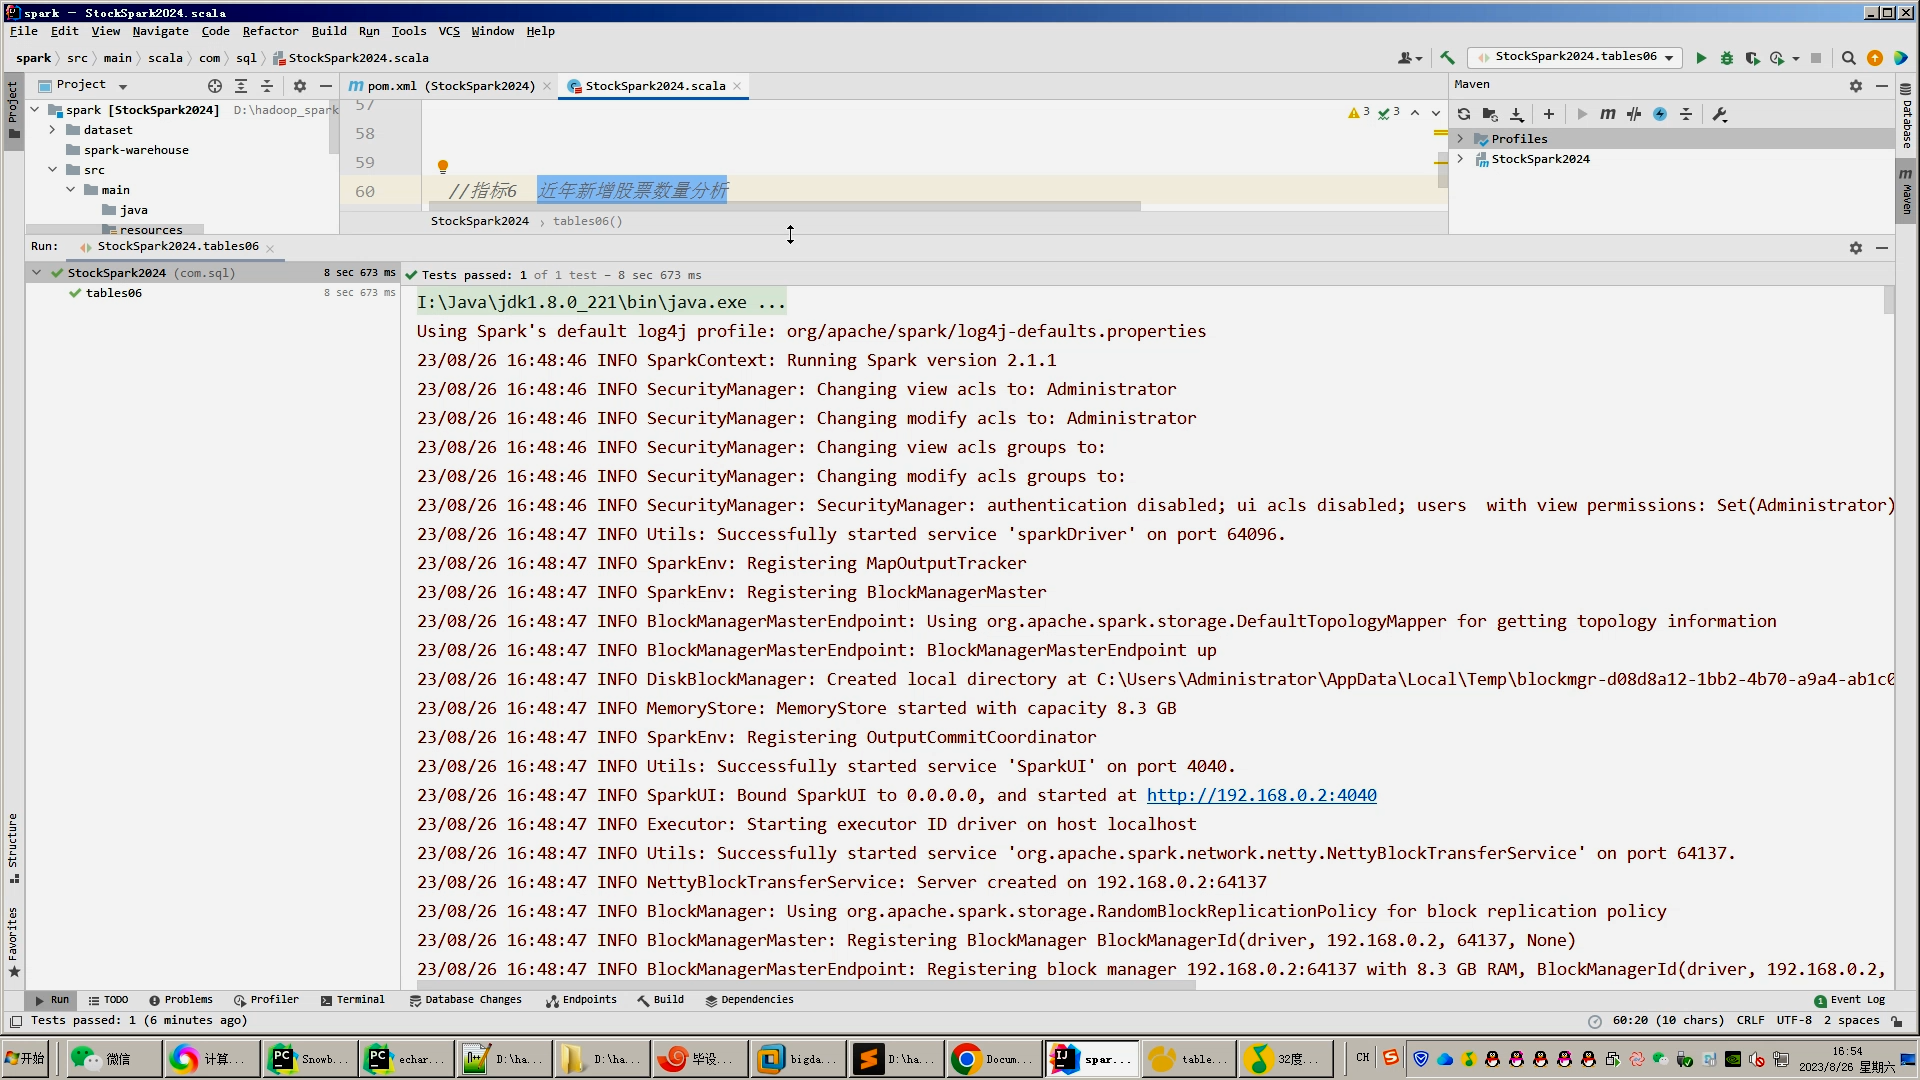 spark – StockSpark2024.scala
File Edit View Navigate Code Refactor Build Run Tools VCS Window Help
spark src main scala com sql StockSpark2024.scala
StockSpark2024.tables06
Project
pom.xml (StockSpark2024)
StockSpark2024.scala
Maven
spark [StockSpark2024] D:\hadoop_spark
dataset
spark-warehouse
src
main
java
resources
57
58
59
60 //指标6 近年新增股票数量分析
3 3
StockSpark2024 tables06()
Profiles
StockSpark2024
Project
Database
Maven
Run: StockSpark2024.tables06
StockSpark2024 (com.sql) 8 sec 673 ms
tables06 8 sec 673 ms
Tests passed: 1 of 1 test – 8 sec 673 ms
I:\Java\jdk1.8.0_221\bin\java.exe ...
Using Spark's default log4j profile: org/apache/spark/log4j-defaults.properties
23/08/26 16:48:46 INFO SparkContext: Running Spark version 2.1.1
23/08/26 16:48:46 INFO SecurityManager: Changing view acls to: Administrator
23/08/26 16:48:46 INFO SecurityManager: Changing modify acls to: Administrator
23/08/26 16:48:46 INFO SecurityManager: Changing view acls groups to:
23/08/26 16:48:46 INFO SecurityManager: Changing modify acls groups to:
23/08/26 16:48:46 INFO SecurityManager: SecurityManager: authentication disabled; ui acls disabled; users  with view permissions: Set(Administrator)
23/08/26 16:48:47 INFO Utils: Successfully started service 'sparkDriver' on port 64096.
23/08/26 16:48:47 INFO SparkEnv: Registering MapOutputTracker
23/08/26 16:48:47 INFO SparkEnv: Registering BlockManagerMaster
23/08/26 16:48:47 INFO BlockManagerMasterEndpoint: Using org.apache.spark.storage.DefaultTopologyMapper for getting topology information
23/08/26 16:48:47 INFO BlockManagerMasterEndpoint: BlockManagerMasterEndpoint up
23/08/26 16:48:47 INFO DiskBlockManager: Created local directory at C:\Users\Administrator\AppData\Local\Temp\blockmgr-d08d8a12-1bb2-4b70-a9a4-ab1c0
23/08/26 16:48:47 INFO MemoryStore: MemoryStore started with capacity 8.3 GB
23/08/26 16:48:47 INFO SparkEnv: Registering OutputCommitCoordinator
23/08/26 16:48:47 INFO Utils: Successfully started service 'SparkUI' on port 4040.
23/08/26 16:48:47 INFO SparkUI: Bound SparkUI to 0.0.0.0, and started at http://192.168.0.2:4040
23/08/26 16:48:47 INFO Executor: Starting executor ID driver on host localhost
23/08/26 16:48:47 INFO Utils: Successfully started service 'org.apache.spark.network.netty.NettyBlockTransferService' on port 64137.
23/08/26 16:48:47 INFO NettyBlockTransferService: Server created on 192.168.0.2:64137
23/08/26 16:48:47 INFO BlockManager: Using org.apache.spark.storage.RandomBlockReplicationPolicy for block replication policy
23/08/26 16:48:47 INFO BlockManagerMaster: Registering BlockManager BlockManagerId(driver, 192.168.0.2, 64137, None)
23/08/26 16:48:47 INFO BlockManagerMasterEndpoint: Registering block manager 192.168.0.2:64137 with 8.3 GB RAM, BlockManagerId(driver, 192.168.0.2,
Structure
Favorites
Run TODO Problems Profiler Terminal Database Changes Endpoints Build Dependencies Event Log
Tests passed: 1 (6 minutes ago) 60:20 (10 chars) CRLF UTF-8 2 spaces
开始 微信 计算... Snowb... echar... D:\ha... D:\ha... 毕设... bigda... D:\ha... Docum... spar... table... 32度... CH 16:54
2023/8/26 星期六